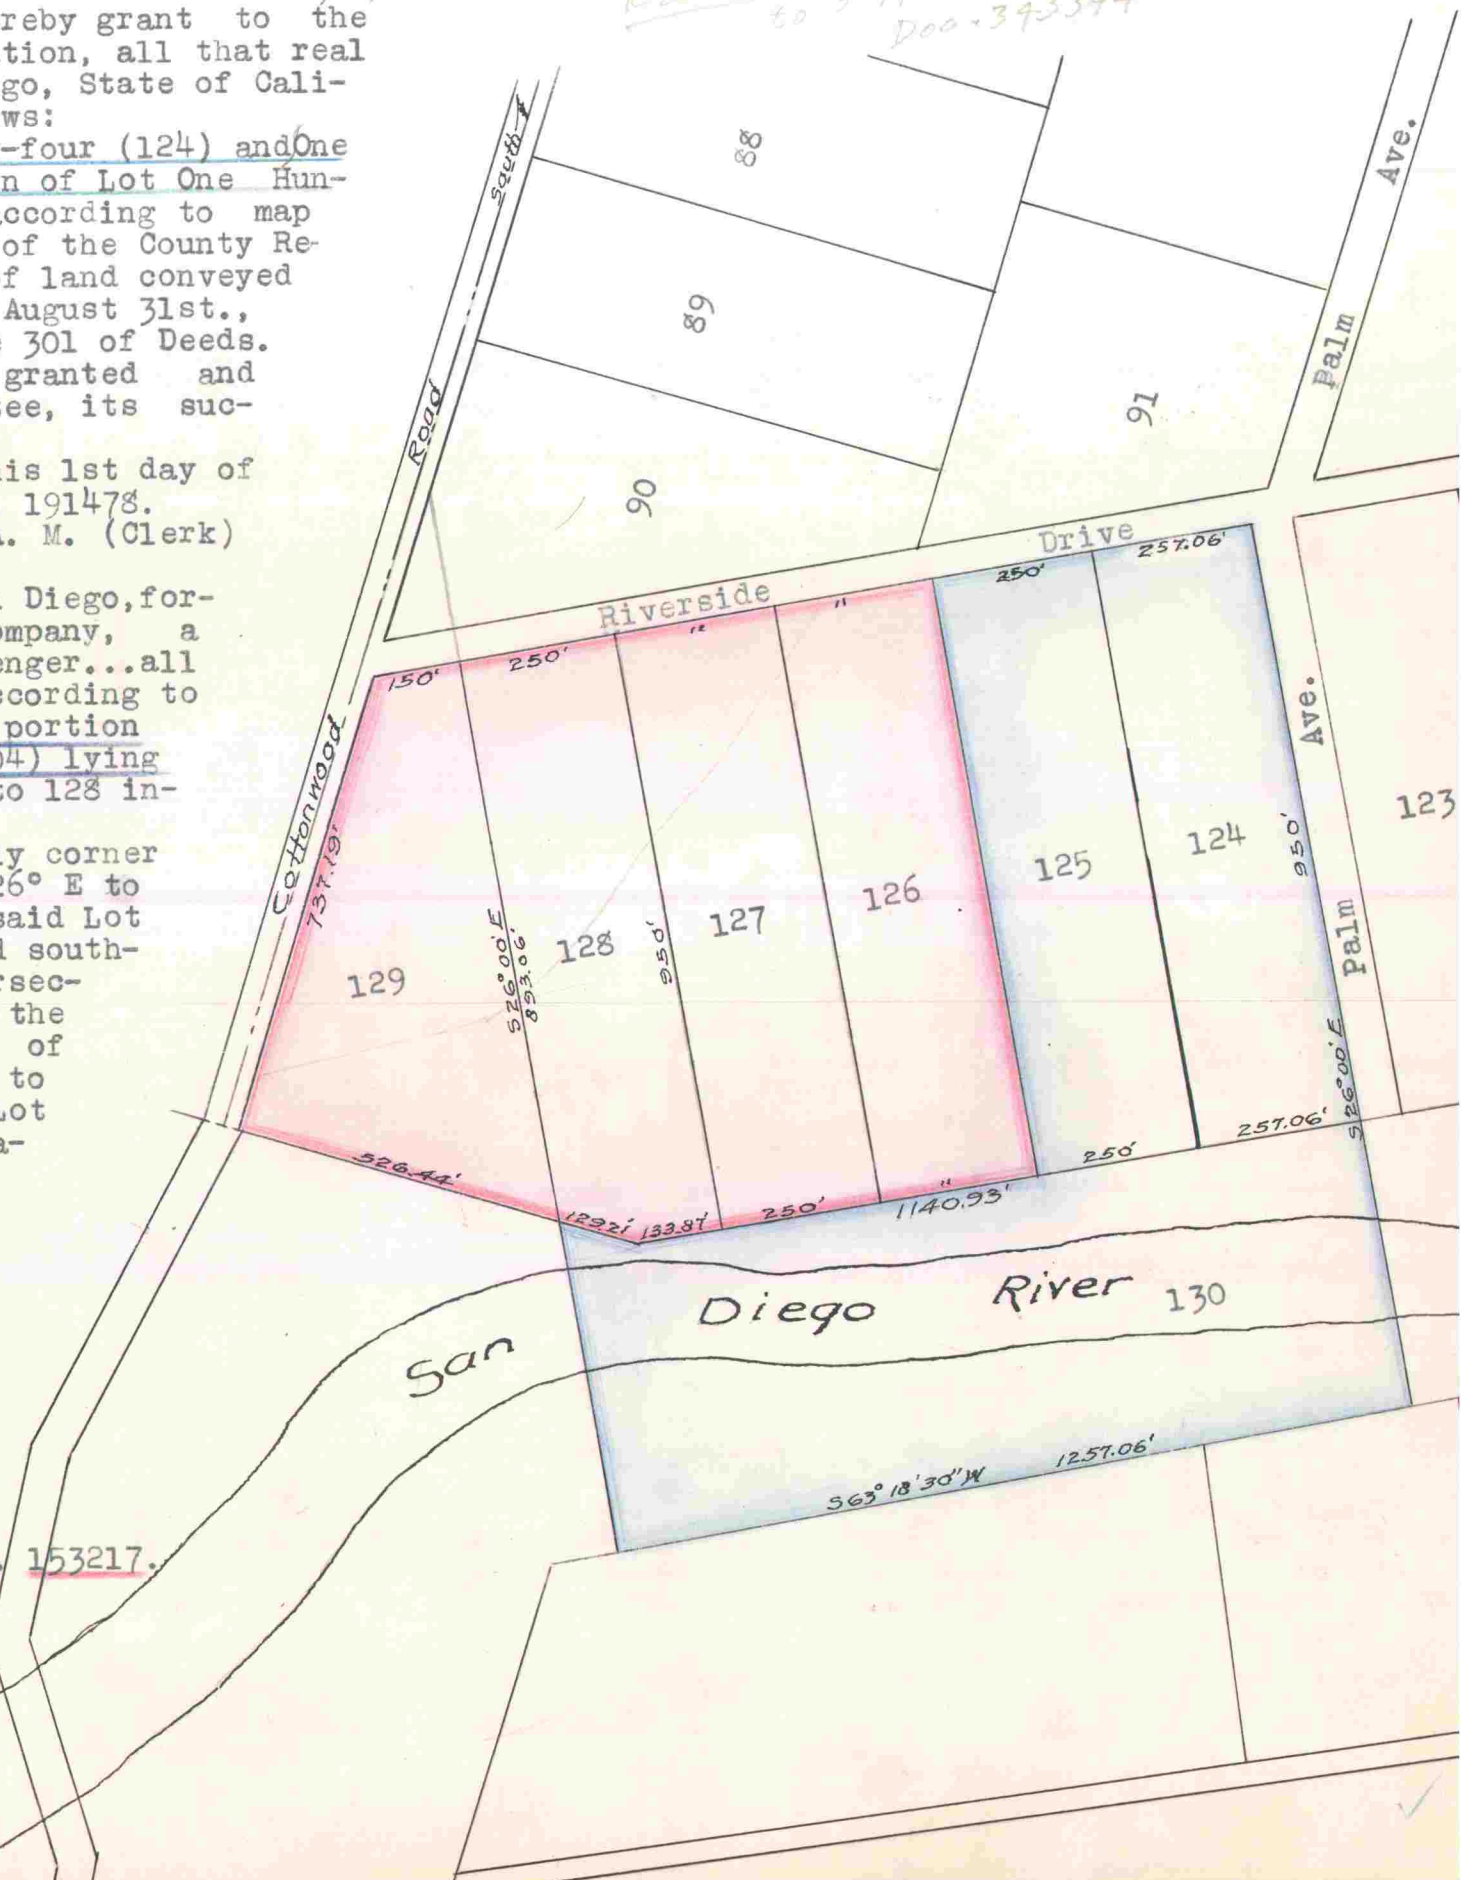 reby grant to the
tion, all that real
go, State of Cali-
ws:
-four (124) andOne
n of Lot One Hun-
ccording to map
of the County Re-
f land conveyed
August 31st.,
301 of Deeds.
granted and
see, its suc-
is 1st day of
191478.
. M. (Clerk)
Diego,for-
ompany, a
enger...all
ccording to
portion
04) lying
to 128 in-
ly corner
26° E to
said Lot
d south-
rsec-
the
of
to
Lot
a-
153217.
to
Doc. 343344
South
Road
Cottonwood
88
89
90
91
Palm Ave.
Riverside Drive
150'
250'
"
"
250'
257.06'
737.19'
129
S26°00'E
893.06'
128
950'
127
126
125
124
950'
Palm Ave.
123
S26°00'E
526.44'
129.21'
133.87'
250'
"
1140.93'
250'
257.06'
San Diego River
130
S63°18'30"W 1257.06'